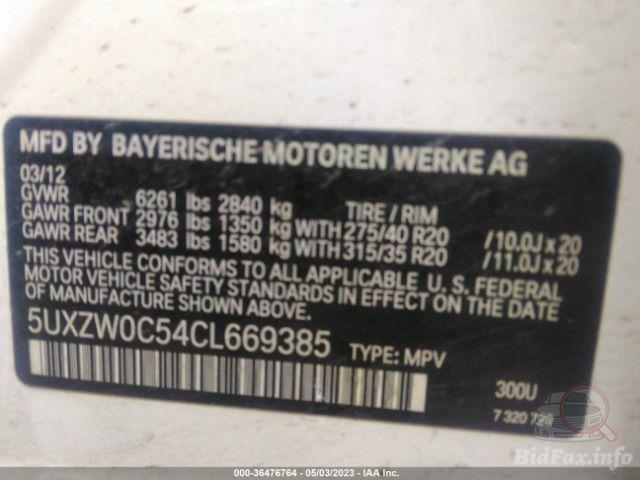 MFD BY BAYERISCHE MOTOREN WERKE AG
03/12
GVWR 6261 lbs 2840 kg TIRE / RIM
GAWR FRONT 2976 lbs 1350 kg WITH 275/40 R20 /10.0J x 20
GAWR REAR 3483 lbs 1580 kg WITH 315/35 R20 /11.0J x 20
THIS VEHICLE CONFORMS TO ALL APPLICABLE U. S. FEDERAL
MOTOR VEHICLE SAFETY STANDARDS IN EFFECT ON THE DATE
OF MANUFACTURE SHOWN ABOVE.
5UXZW0C54CL669385 TYPE: MPV
300U
7 320
BidFax.info
000-36476764 - 05/03/2023 - IAA Inc.